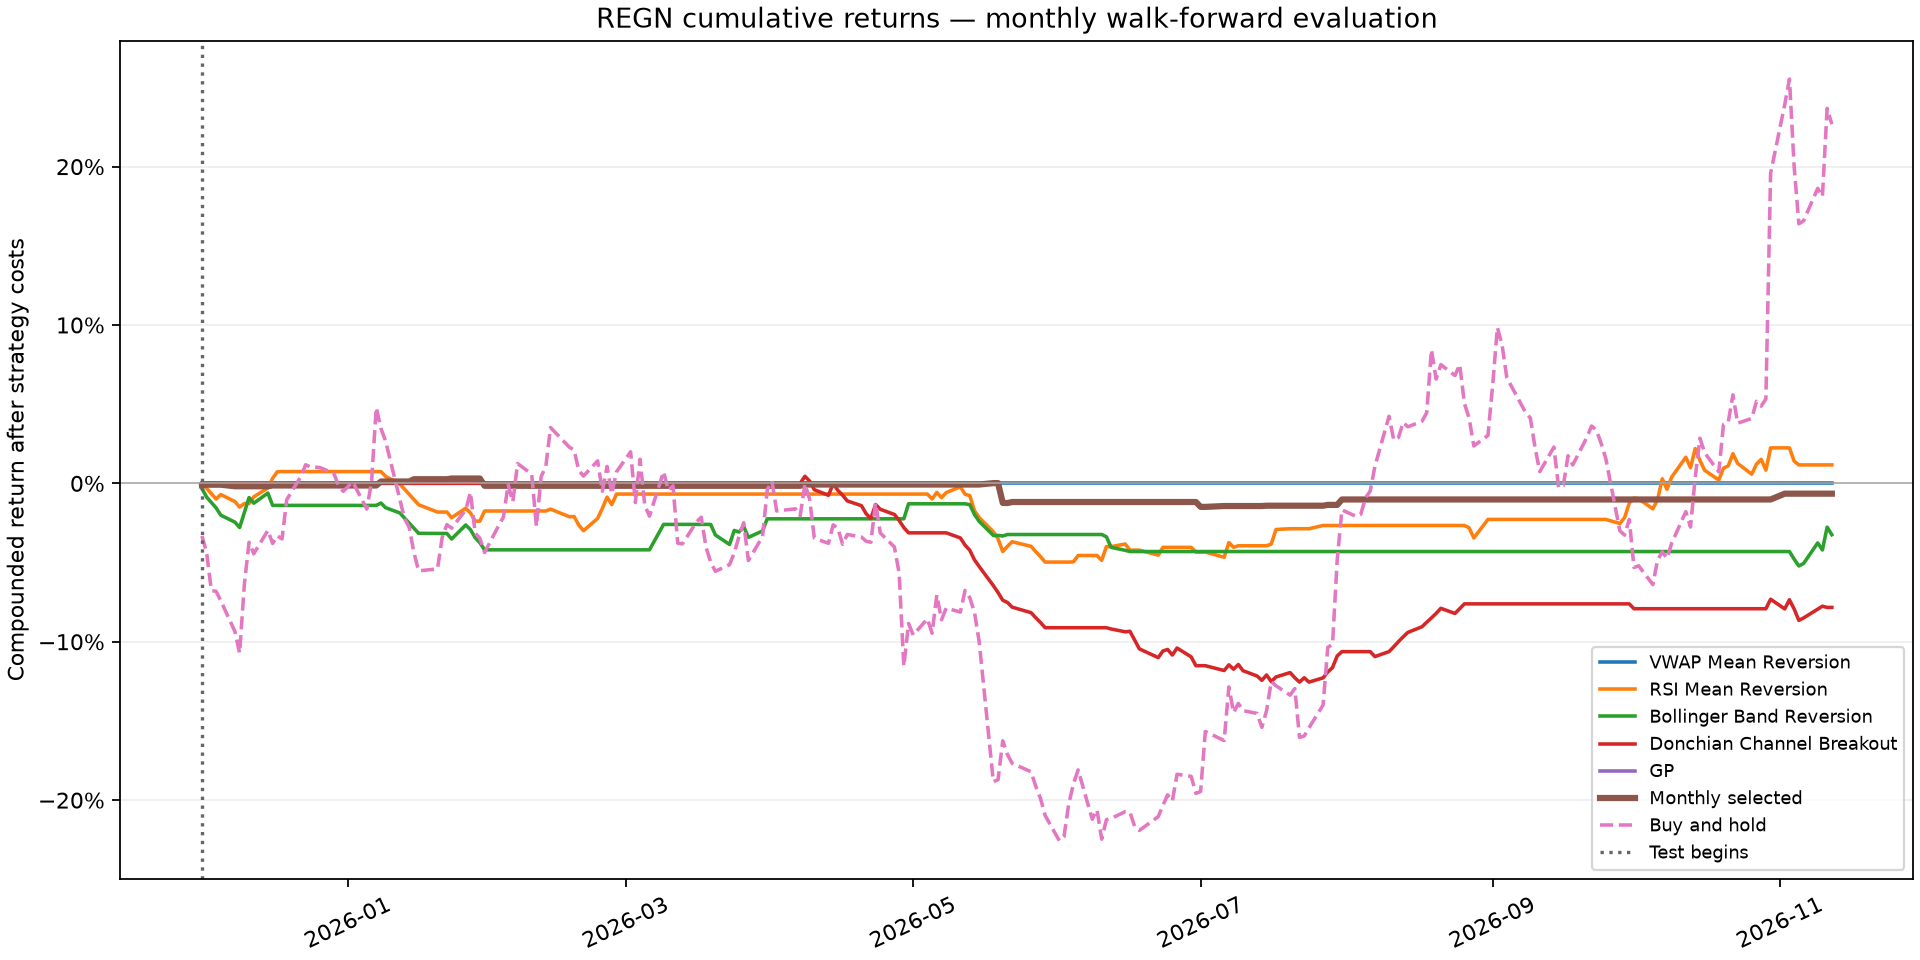 REGN cumulative returns — monthly walk-forward evaluation
Compounded return after strategy costs
20%
10%
0%
−10%
−20%
2026-01
2026-03
2026-05
2026-07
2026-09
2026-11
VWAP Mean Reversion
RSI Mean Reversion
Bollinger Band Reversion
Donchian Channel Breakout
GP
Monthly selected
Buy and hold
Test begins